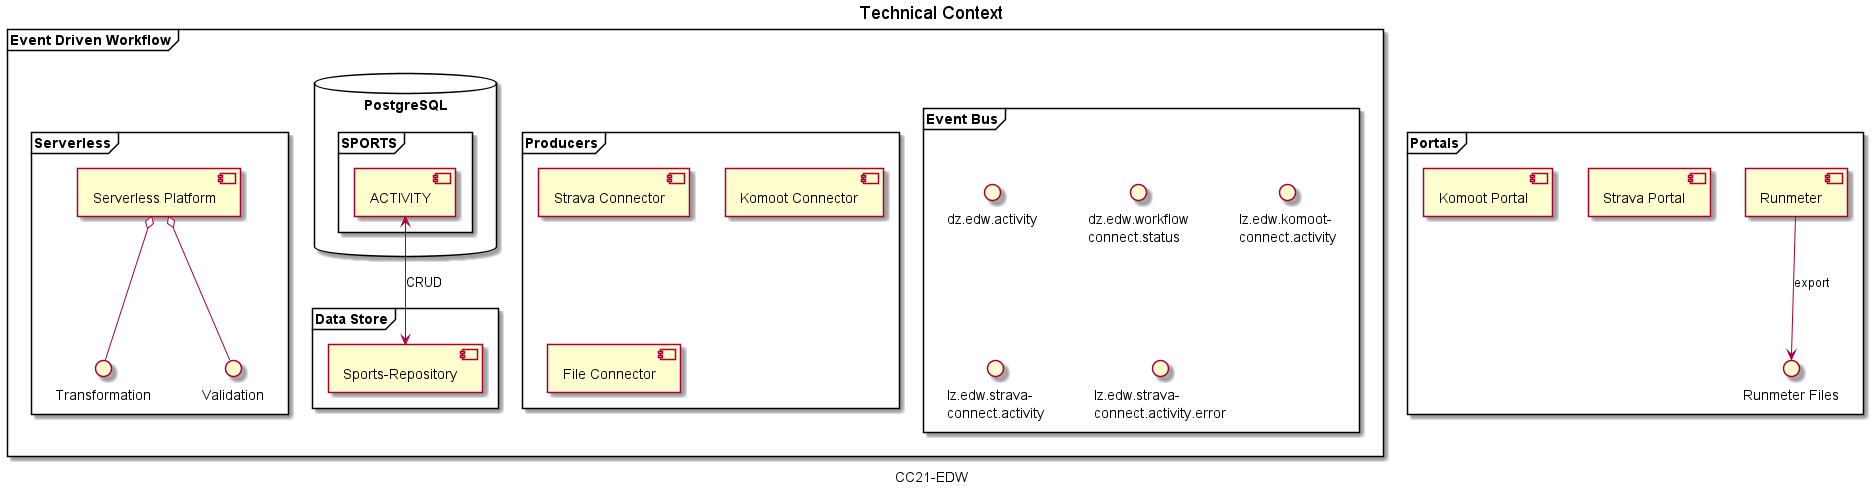 Technical Context
Event Driven Workflow
Serverless
Serverless Platform
Transformation
Validation
PostgreSQL
SPORTS
ACTIVITY
CRUD
Data Store
Sports-Repository
Producers
Strava Connector
Komoot Connector
File Connector
Event Bus
dz.edw.activity
dz.edw.workflow
connect.status
lz.edw.komoot-
connect.activity
lz.edw.strava-
connect.activity
lz.edw.strava-
connect.activity.error
Portals
Komoot Portal
Strava Portal
Runmeter
export
Runmeter Files
CC21-EDW